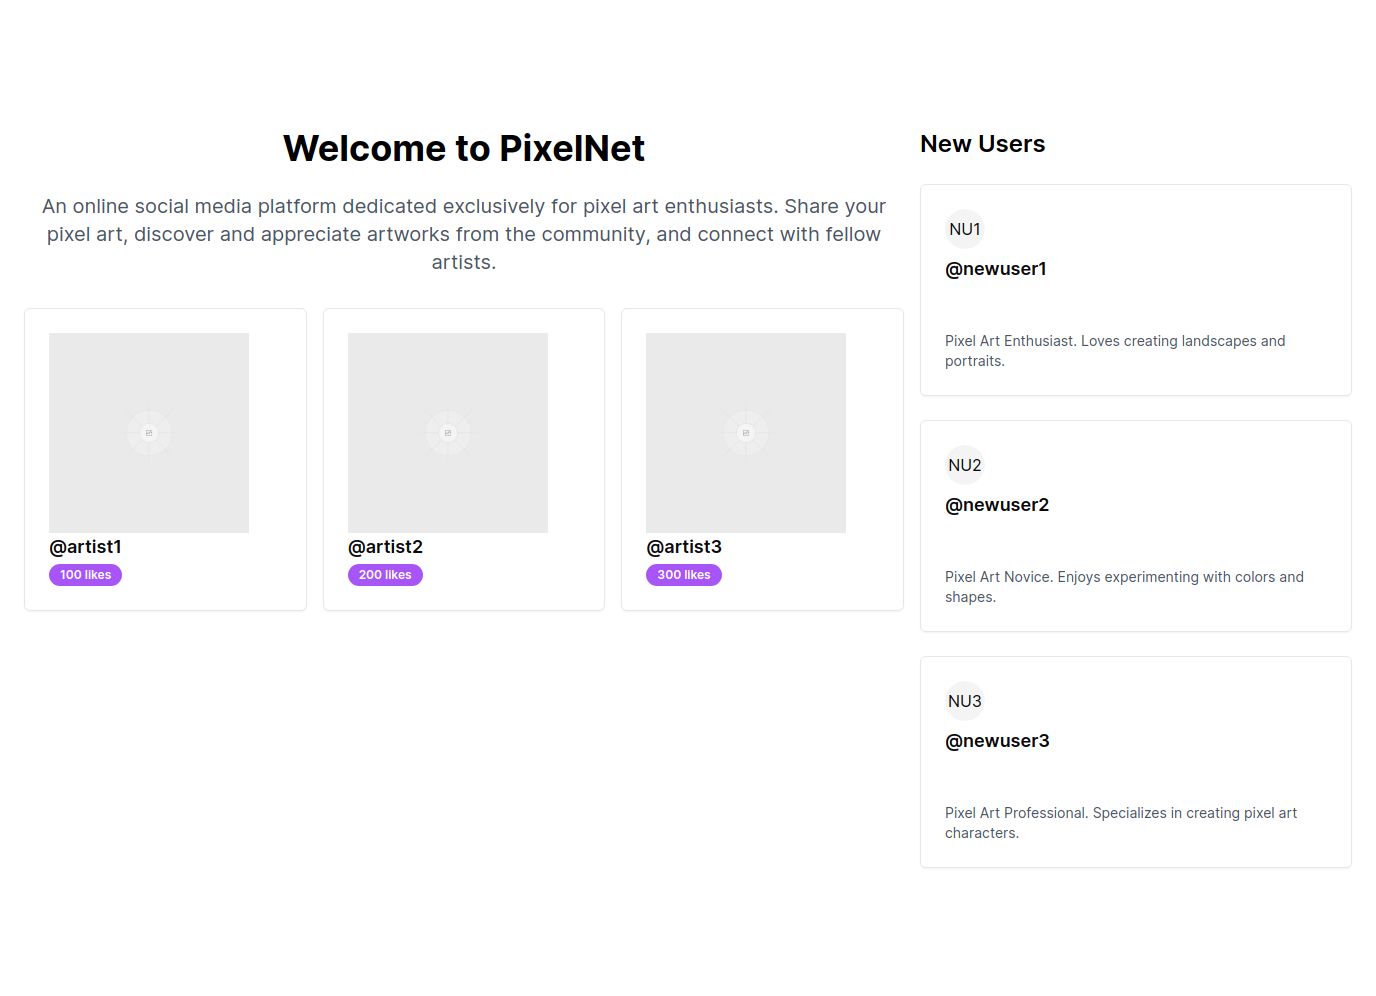 Welcome to PixelNet
An online social media platform dedicated exclusively for pixel art enthusiasts. Share your
pixel art, discover and appreciate artworks from the community, and connect with fellow
artists.
@artist1
100 likes
@artist2
200 likes
@artist3
300 likes
New Users
NU1
@newuser1
Pixel Art Enthusiast. Loves creating landscapes and
portraits.
NU2
@newuser2
Pixel Art Novice. Enjoys experimenting with colors and
shapes.
NU3
@newuser3
Pixel Art Professional. Specializes in creating pixel art
characters.